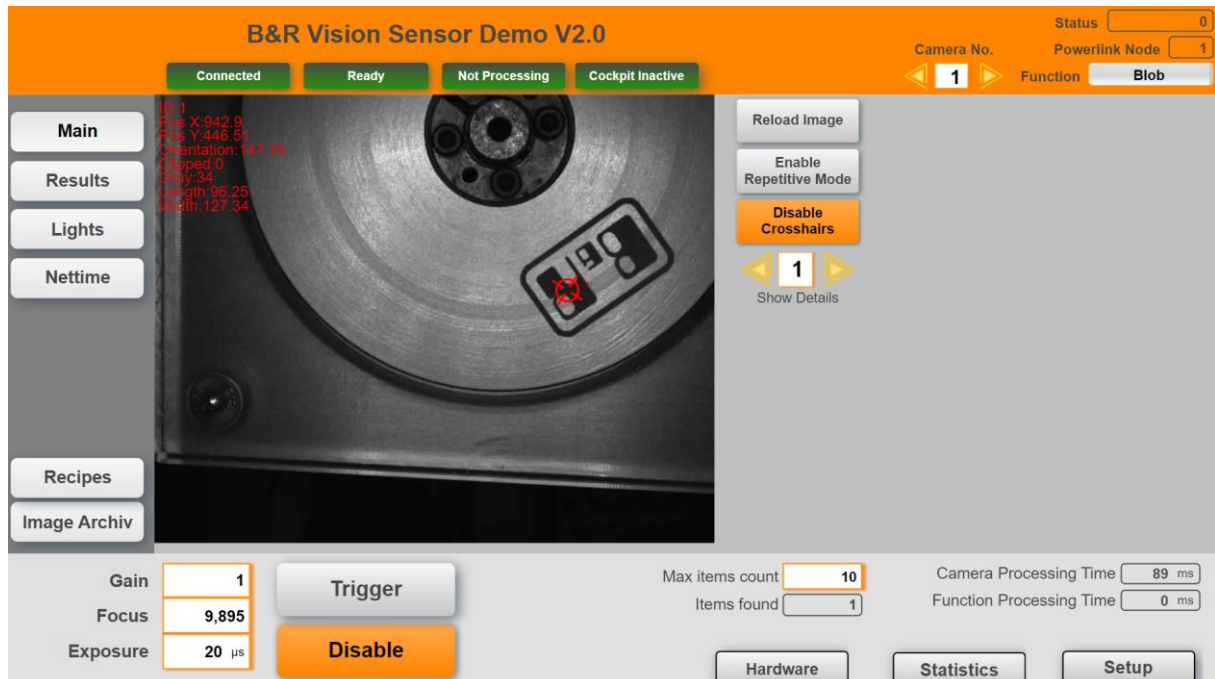 B&R Vision Sensor Demo V2.0
Status 0
Camera No. Powerlink Node 1
Connected Ready Not Processing Cockpit Inactive 1 Function Blob
Main
Results
Lights
Nettime
Recipes
Image Archiv
ID:1
Pos X:942.9
Pos Y:446.51
Orientation:147.16
Clipped:0
Gray:34
Length:96.25
Width:127.34
Reload Image
Enable
Repetitive Mode
Disable
Crosshairs
1
Show Details
Gain 1
Focus 9,895
Exposure 20 µs
Trigger
Disable
Max items count 10
Items found 1
Camera Processing Time 89 ms
Function Processing Time 0 ms
Hardware Statistics Setup